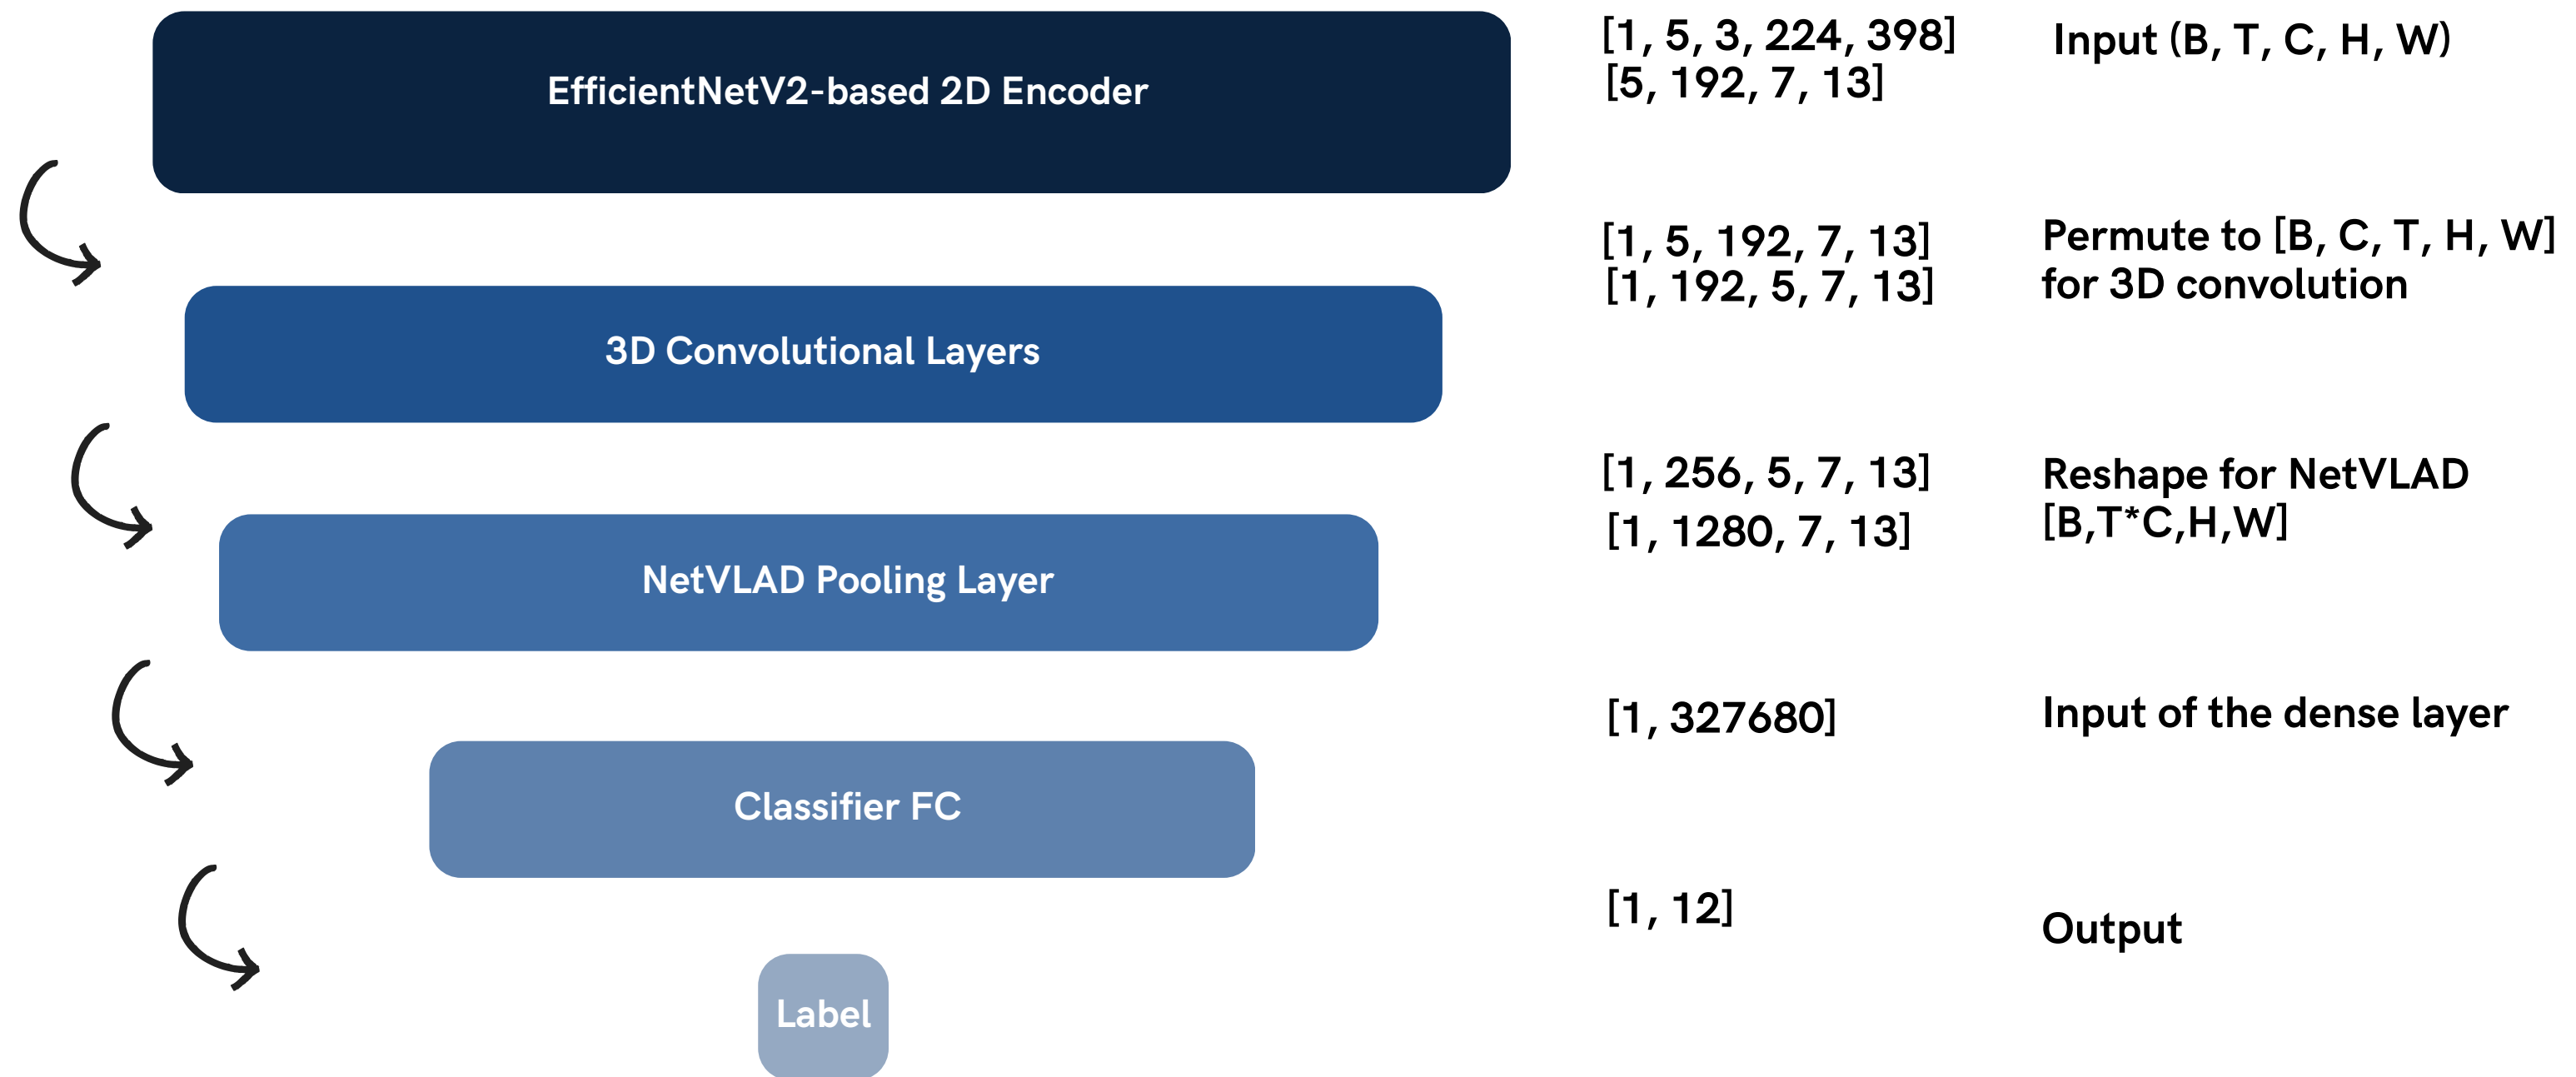 EfficientNetV2-based 2D Encoder
[1, 5, 3, 224, 398]
Input (B, T, C, H, W)
[5, 192, 7, 13]
[1, 5, 192, 7, 13]
Permute to [B, C, T, H, W]
[1, 192, 5, 7, 13]
for 3D convolution
3D Convolutional Layers
[1, 256, 5, 7, 13]
Reshape for NetVLAD
[1, 1280, 7, 13]
[B,T*C,H,W]
NetVLAD Pooling Layer
[1, 327680]
Input of the dense layer
Classifier FC
[1, 12]
Output
Label